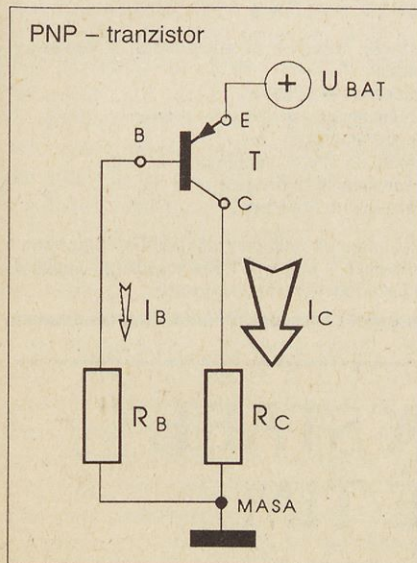 PNP – tranzistor
+ U BAT
E
B
T
C
I B
I C
R B
R C
MASA